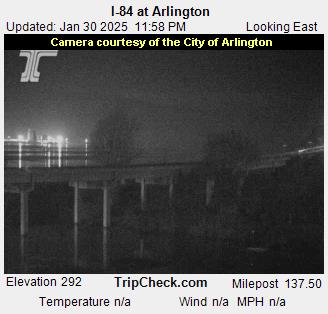 I-84 at Arlington
Updated: Jan 30 2025 11:58 PM Looking East
Camera courtesy of the City of Arlington
Elevation 292 TripCheck.com Milepost 137.50
Temperature n/a Wind n/a MPH n/a